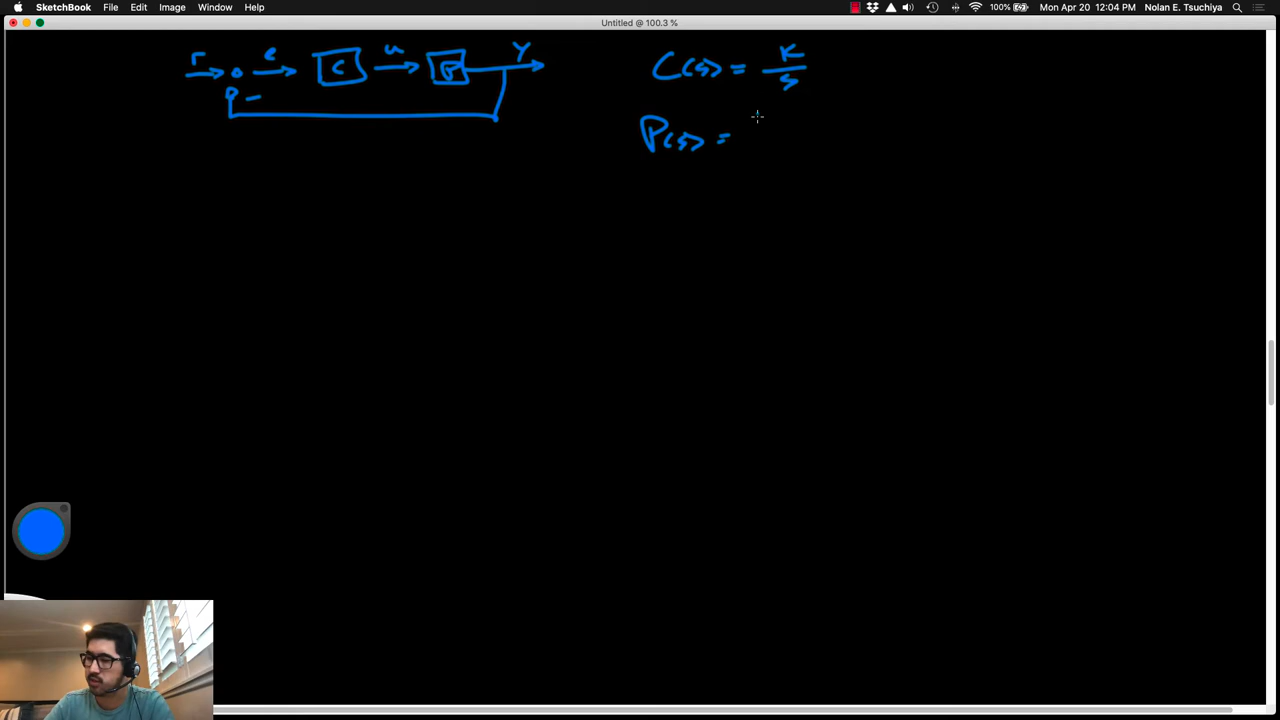 SketchBook File Edit Image Window Help 100% Mon Apr 20 12:04 PM Nolan E. Tsuchiya
Untitled @ 100.3 %
r e C u P Y
-
C(s) = K/s
P(s) =